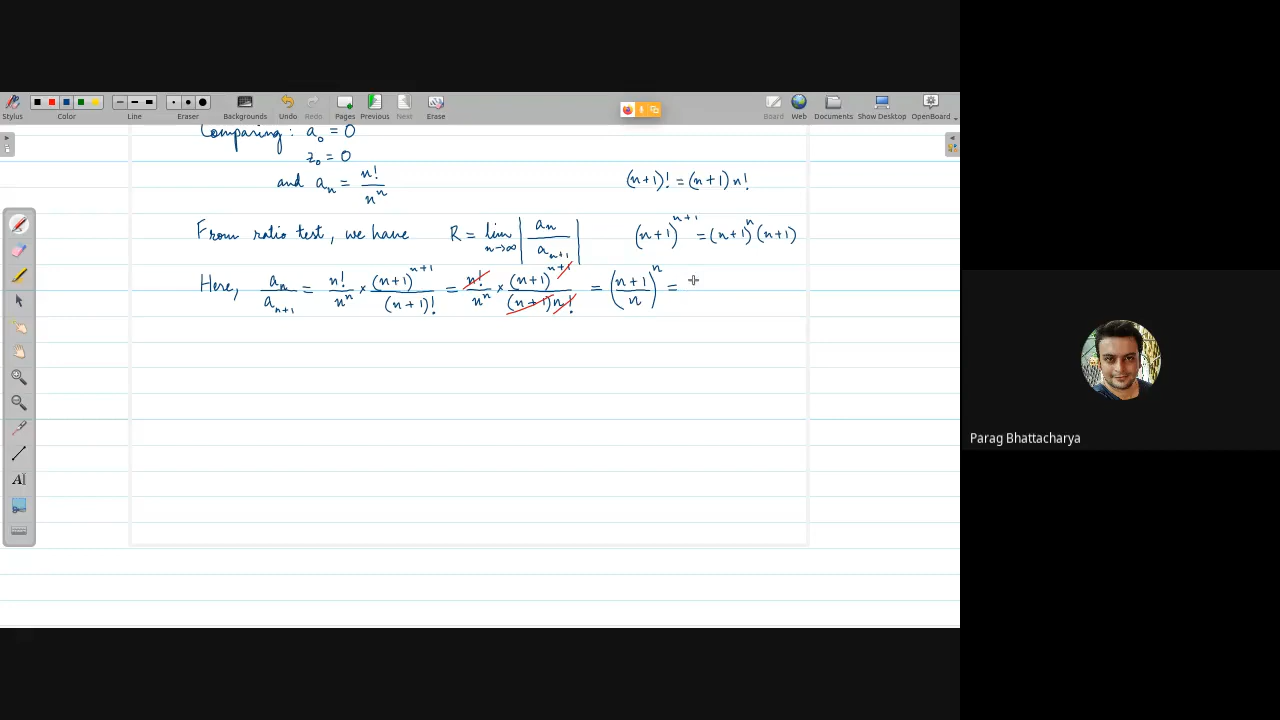 Stylus Color Line Eraser Backgrounds Undo Redo Pages Previous Next Erase Board Web Documents Show Desktop OpenBoard
Comparing : a₀ = 0
z₀ = 0
and aₙ = n!/nⁿ
(n+1)! = (n+1) n!
From ratio test, we have R = lim n→∞ |aₙ/aₙ₊₁|
(n+1)ⁿ⁺¹ = (n+1)ⁿ (n+1)
Here, aₙ/aₙ₊₁ = n!/nⁿ × (n+1)ⁿ⁺¹/(n+1)! = n!/nⁿ × (n+1)ⁿ⁺¹/(n+1)n! = ((n+1)/n)ⁿ =
AI
Parag Bhattacharya